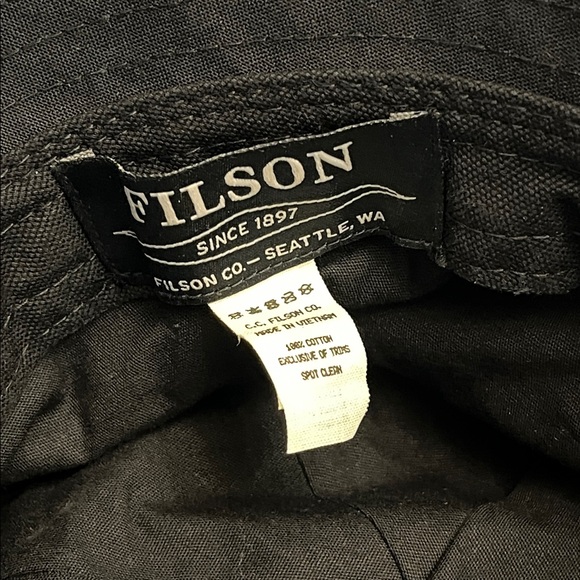 FILSON
SINCE 1897
FILSON CO.— SEATTLE, WA
C.C. FILSON CO.
MADE IN VIETNAM
100% COTTON
EXCLUSIVE OF TRIMS
SPOT CLEAN